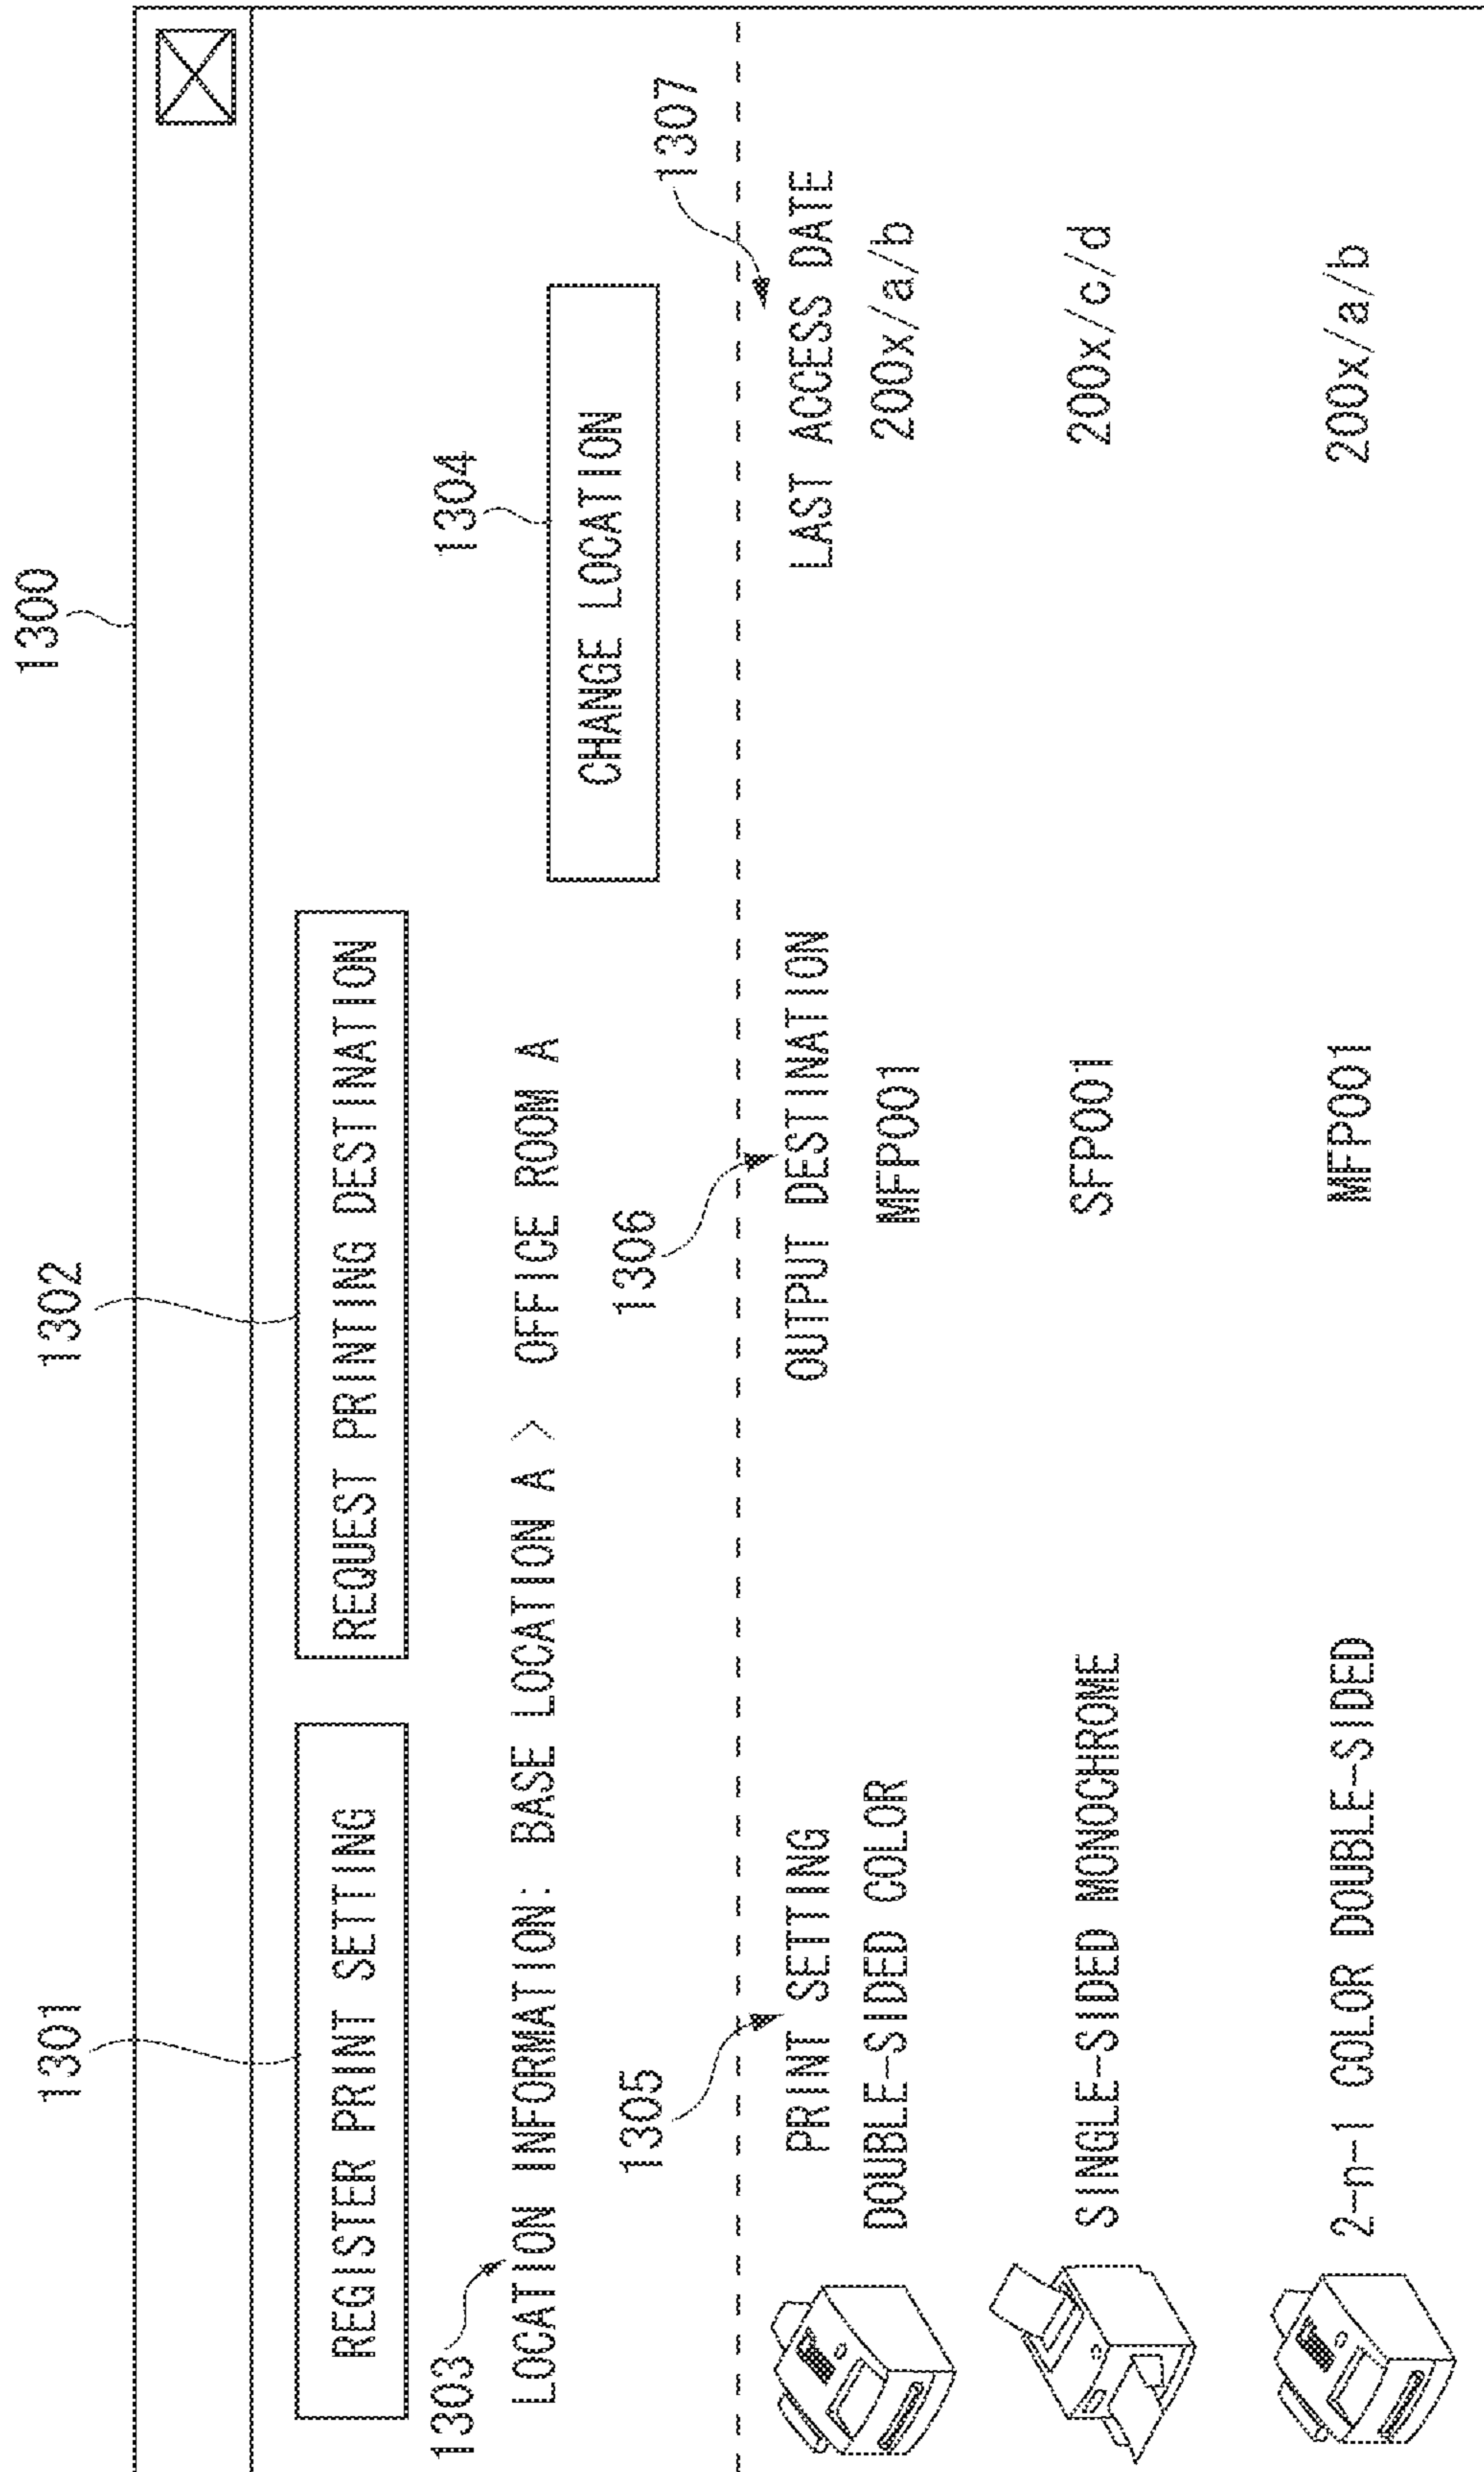 1300
1301
1302
REGISTER PRINT SETTING
REQUEST PRINTING DESTINATION
1303
1304
LOCATION INFORMATION: BASE LOCATION A > OFFICE ROOM A
CHANGE LOCATION
1305
1306
1307
PRINT SETTING OUTPUT DESTINATION LAST ACCESS DATE
DOUBLE-SIDED COLOR MFP001 200x/a/b
SINGLE-SIDED MONOCHROME SFP001 200x/c/d
2-n-1 COLOR DOUBLE-SIDED MFP001 200x/a/b